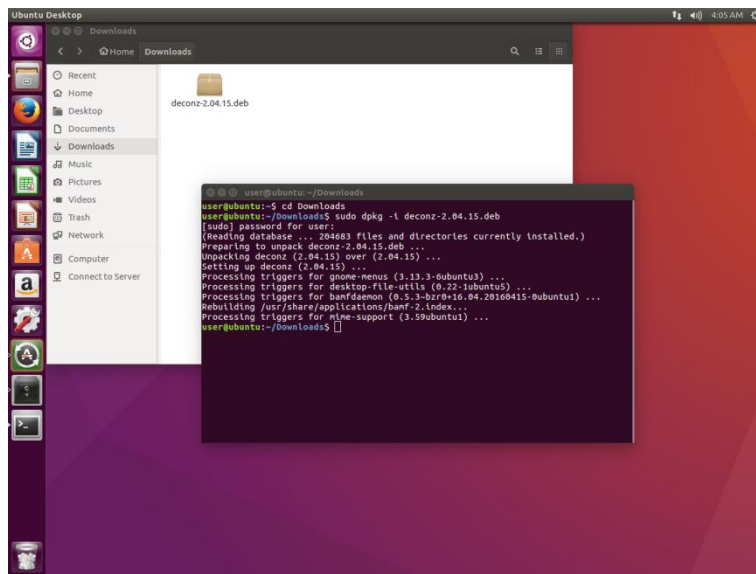 Ubuntu Desktop
4:05 AM
Downloads
Home Downloads
Recent
Home
Desktop
Documents
Downloads
Music
Pictures
Videos
Trash
Network
Computer
Connect to Server
deconz-2.04.15.deb
user@ubuntu: ~/Downloads
user@ubuntu:~$ cd Downloads
user@ubuntu:~/Downloads$ sudo dpkg -i deconz-2.04.15.deb
[sudo] password for user:
(Reading database ... 204683 files and directories currently installed.)
Preparing to unpack deconz-2.04.15.deb ...
Unpacking deconz (2.04.15) over (2.04.15) ...
Setting up deconz (2.04.15) ...
Processing triggers for gnome-menus (3.13.3-6ubuntu3) ...
Processing triggers for desktop-file-utils (0.22-1ubuntu5) ...
Processing triggers for bamfdaemon (0.5.3~bzr0+16.04.20160415-0ubuntu1) ...
Rebuilding /usr/share/applications/bamf-2.index...
Processing triggers for mime-support (3.59ubuntu1) ...
user@ubuntu:~/Downloads$